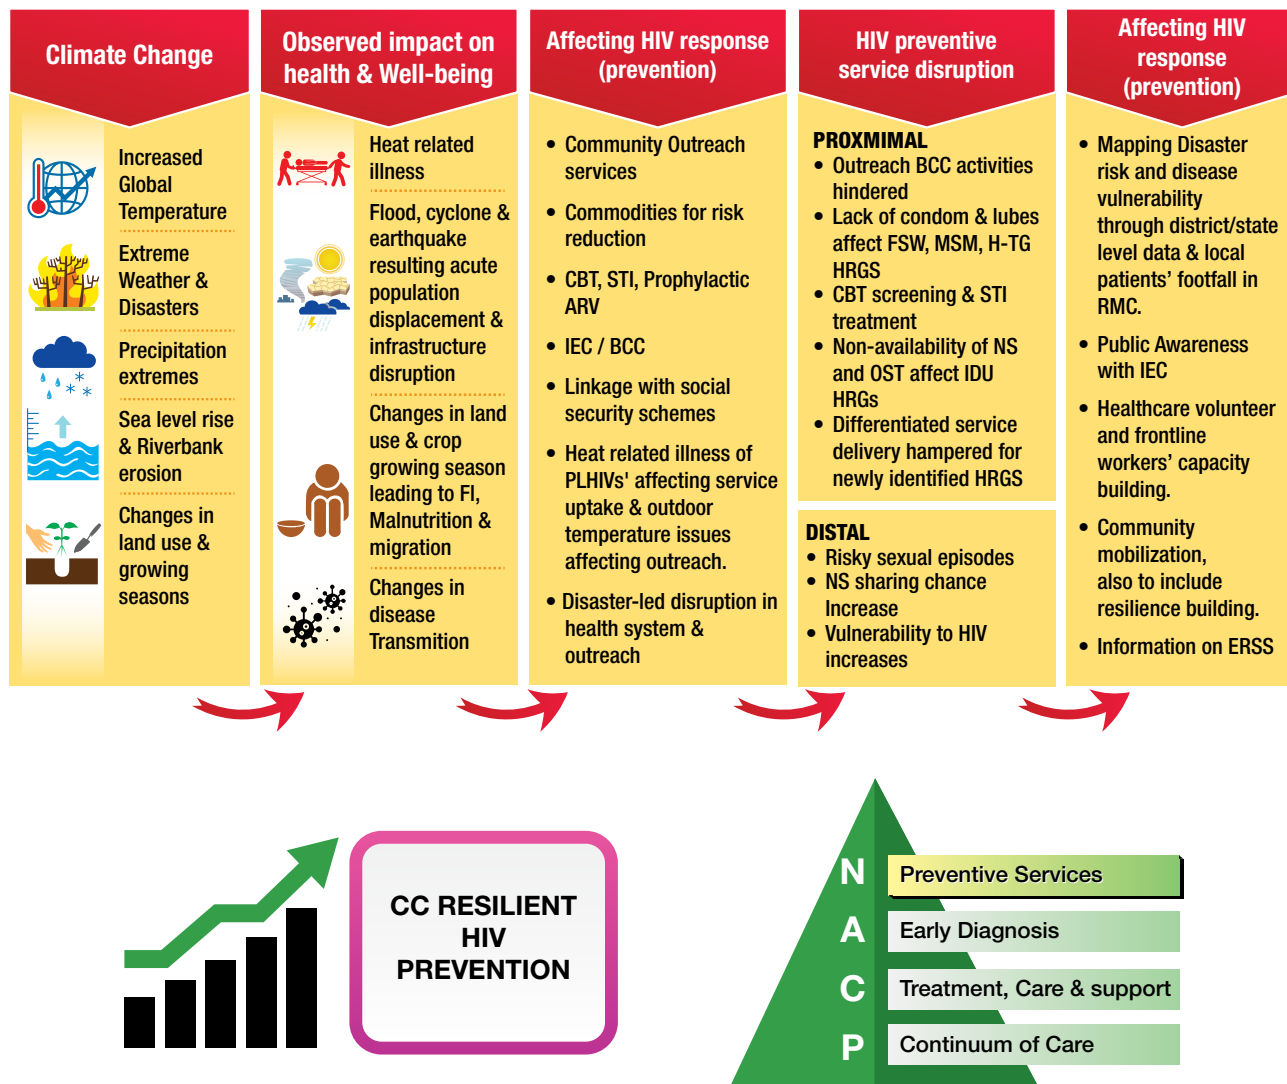 Climate Change
Increased
Global
Temperature
Extreme
Weather &
Disasters
Precipitation
extremes
Sea level rise
& Riverbank
erosion
Changes in
land use &
growing
seasons
Observed impact on
health & Well-being
Heat related
illness
Flood, cyclone &
earthquake
resulting acute
population
displacement &
infrastructure
disruption
Changes in land
use & crop
growing season
leading to FI,
Malnutrition &
migration
Changes in
disease
Transmition
Affecting HIV response
(prevention)
• Community Outreach
services
• Commodities for risk
reduction
• CBT, STI, Prophylactic
ARV
• IEC / BCC
• Linkage with social
security schemes
• Heat related illness of
PLHIVs' affecting service
uptake & outdoor
temperature issues
affecting outreach.
• Disaster-led disruption in
health system &
outreach
HIV preventive
service disruption
PROXMIMAL
• Outreach BCC activities
hindered
• Lack of condom & lubes
affect FSW, MSM, H-TG
HRGS
• CBT screening & STI
treatment
• Non-availability of NS
and OST affect IDU
HRGs
• Differentiated service
delivery hampered for
newly identified HRGS
DISTAL
• Risky sexual episodes
• NS sharing chance
Increase
• Vulnerability to HIV
increases
Affecting HIV
response
(prevention)
• Mapping Disaster
risk and disease
vulnerability
through district/state
level data & local
patients’ footfall in
RMC.
• Public Awareness
with IEC
• Healthcare volunteer
and frontline
workers’ capacity
building.
• Community
mobilization,
also to include
resilience building.
• Information on ERSS
CC RESILIENT
HIV
PREVENTION
N Preventive Services
A Early Diagnosis
C Treatment, Care & support
P Continuum of Care